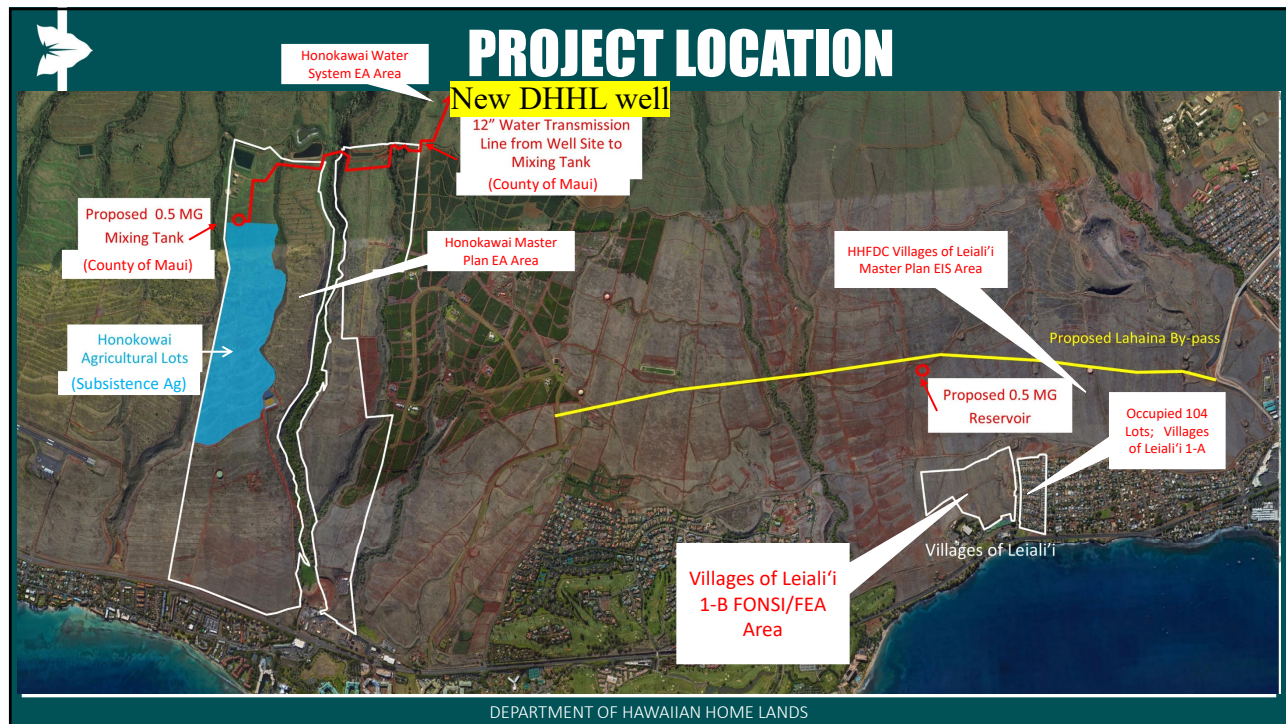 PROJECT LOCATION
Honokawai Water
System EA Area
New DHHL well
12” Water Transmission
Line from Well Site to
Mixing Tank
(County of Maui)
Proposed 0.5 MG
Mixing Tank
(County of Maui)
Honokawai Master
Plan EA Area
HHFDC Villages of Leiali’i
Master Plan EIS Area
Honokowai
Agricultural Lots
(Subsistence Ag)
Proposed Lahaina By-pass
Proposed 0.5 MG
Reservoir
Occupied 104
Lots; Villages
of Leiali‘i 1-A
Villages of Leiali’i
Villages of Leiali‘i
1-B FONSI/FEA
Area
DEPARTMENT OF HAWAIIAN HOME LANDS